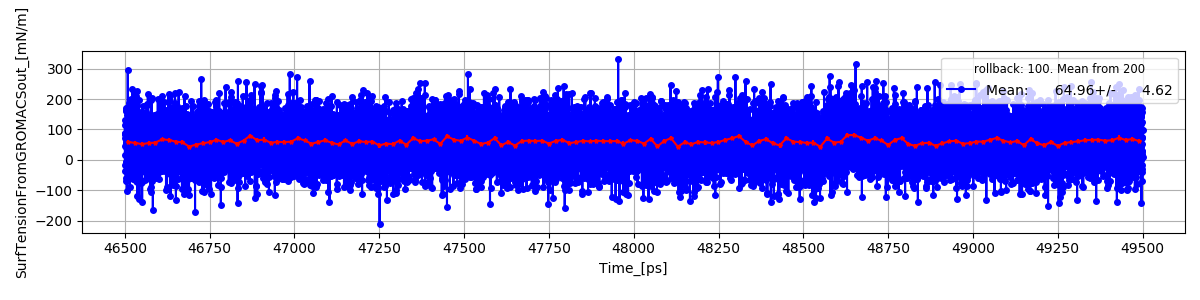 SurfTensionFromGROMACSout_[mN/m]
300
200
100
0
−100
−200
rollback: 100. Mean from 200
Mean: 64.96+/- 4.62
46500 46750 47000 47250 47500 47750 48000 48250 48500 48750 49000 49250 49500
Time_[ps]